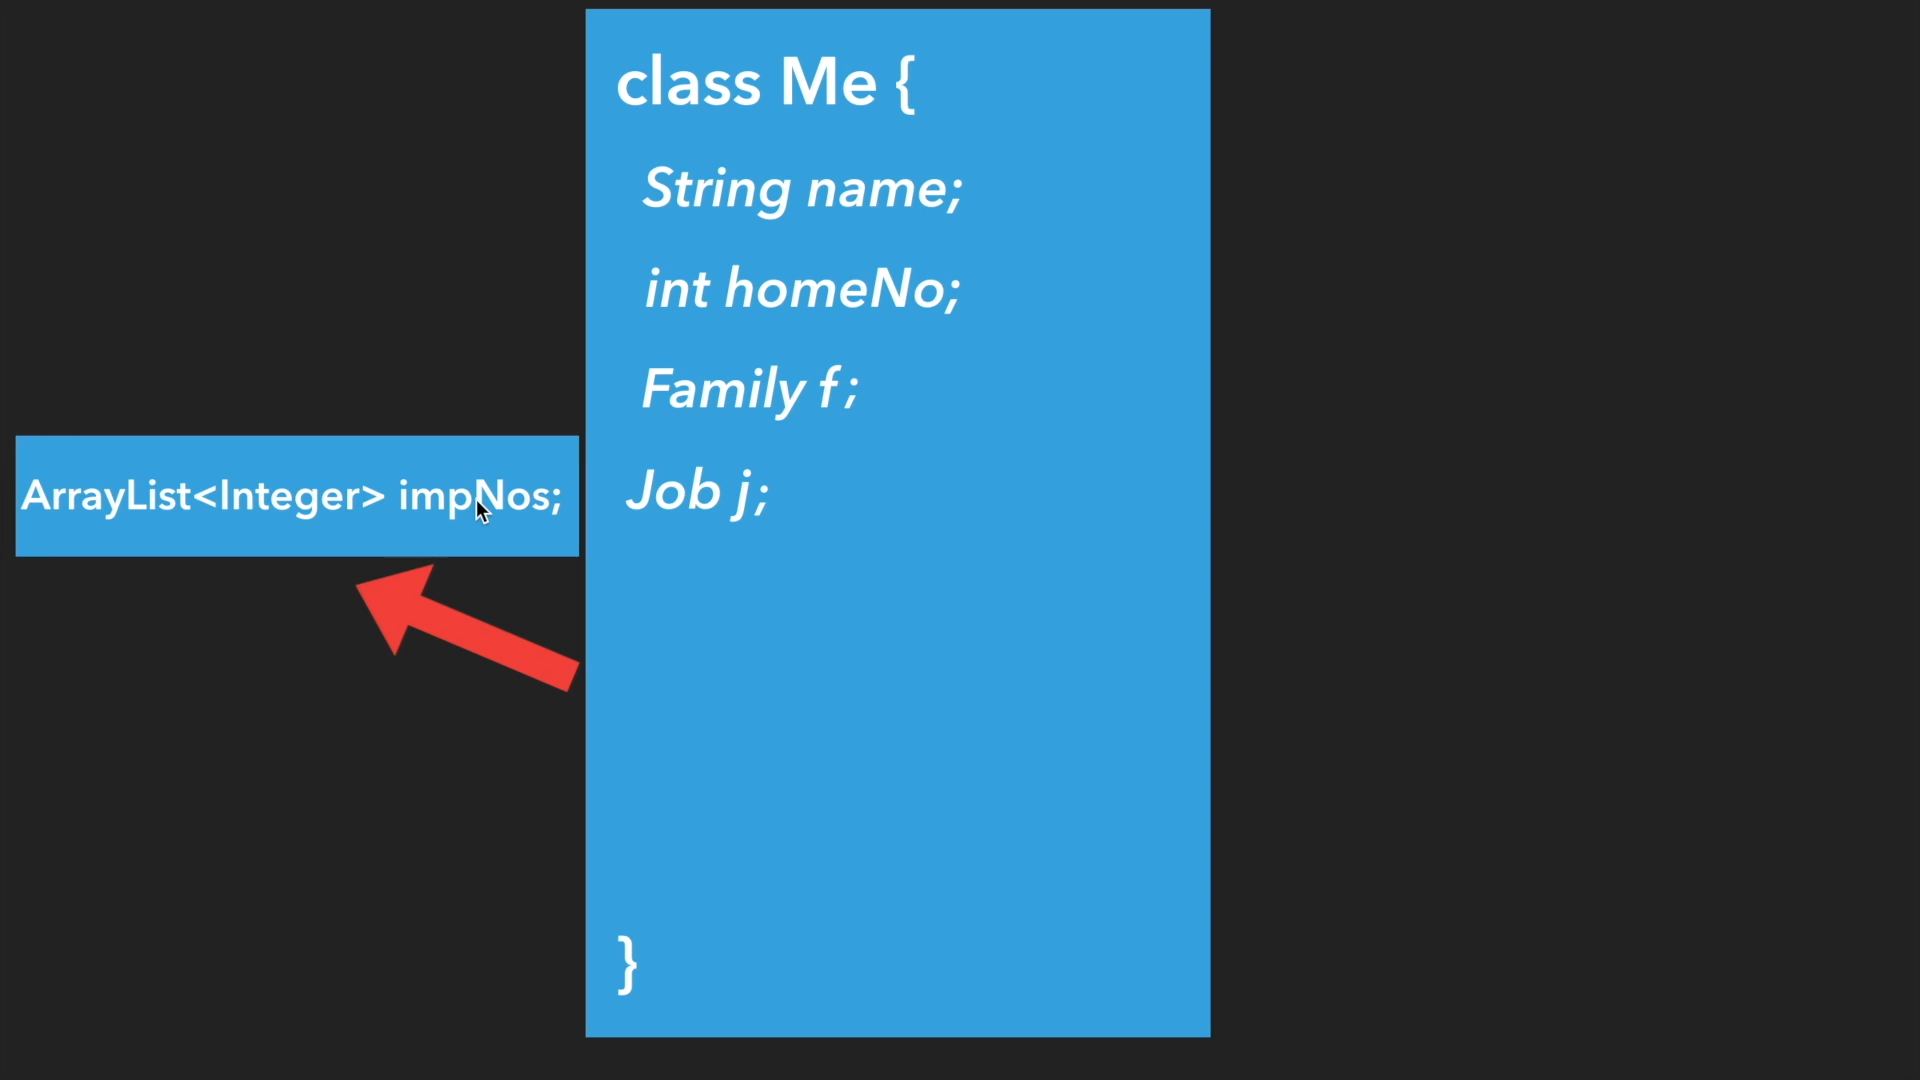 class Me {
String name;
int homeNo;
Family f ;
Job j ;
}
ArrayList<Integer> impNos;